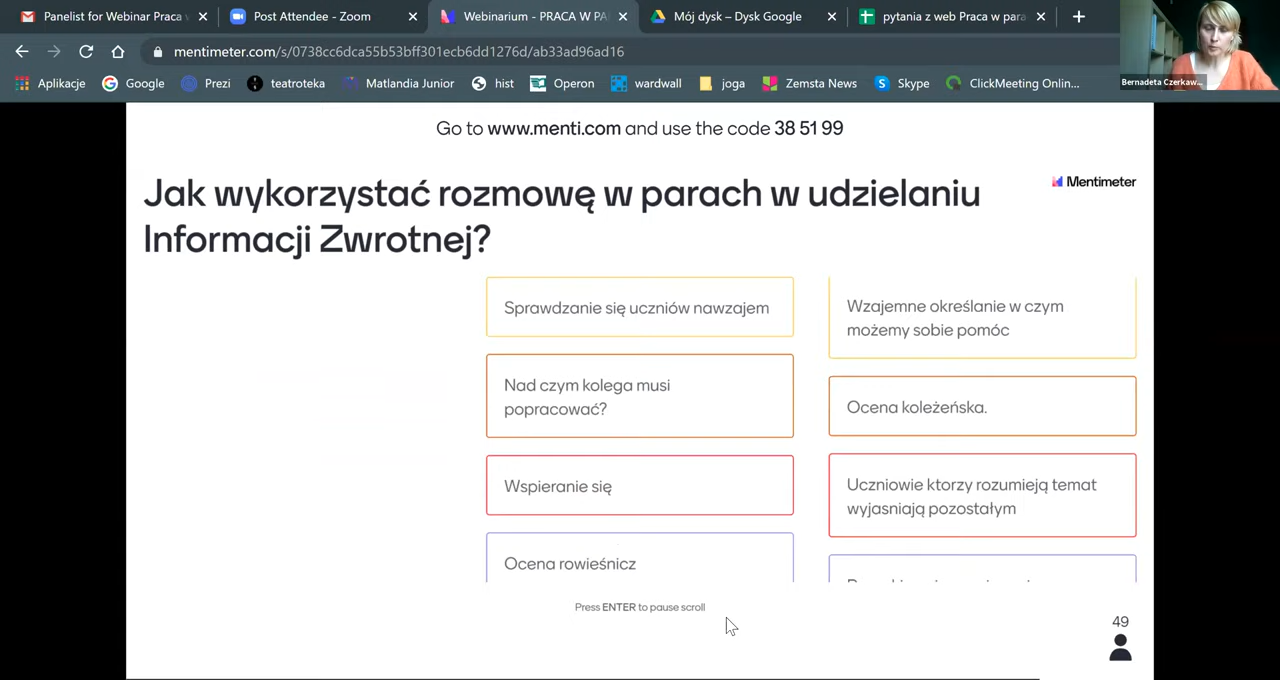 Panelist for Webinar Praca
Post Attendee - Zoom
Webinarium - PRACA W PA
Mój dysk – Dysk Google
pytania z web Praca w para
mentimeter.com/s/0738cc6dca55b53bff301ecb6dd1276d/ab33ad96ad16
Aplikacje
Google
Prezi
teatroteka
Matlandia Junior
hist
Operon
wardwall
joga
Zemsta News
Skype
ClickMeeting Onlin...
Bernadeta Czerkaw...
Go to www.menti.com and use the code 38 51 99
Jak wykorzystać rozmowę w parach w udzielaniu
Informacji Zwrotnej?
Mentimeter
Sprawdzanie się uczniów nawzajem
Nad czym kolega musi
popracować?
Wspieranie się
Ocena rowieśnicz
Wzajemne określanie w czym
możemy sobie pomóc
Ocena koleżeńska.
Uczniowie ktorzy rozumieją temat
wyjasniają pozostałym
Press ENTER to pause scroll
49